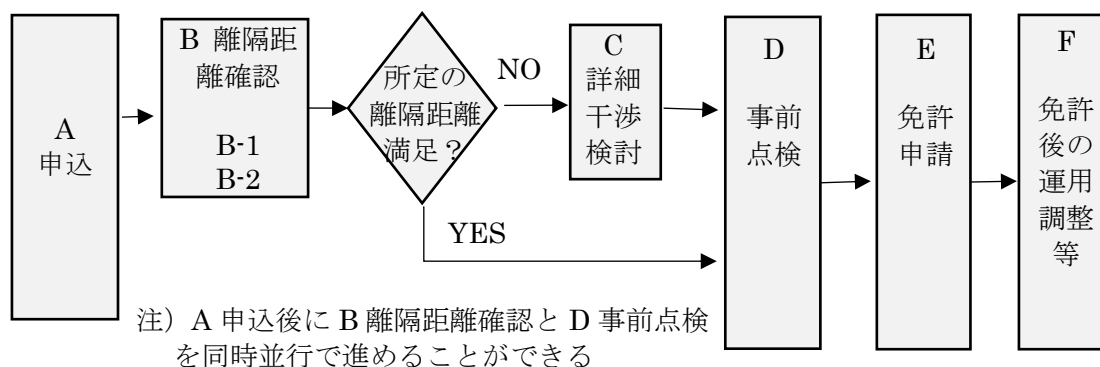 A
申込
B 離隔距
離確認
B-1
B-2
所定の
離隔距離
満足？
NO
YES
C
詳細
干渉
検討
D
事前
点検
E
免許
申請
F
免許
後の
運用
調整
等
注）A 申込後に B 離隔距離確認と D 事前点検
を同時並行で進めることができる